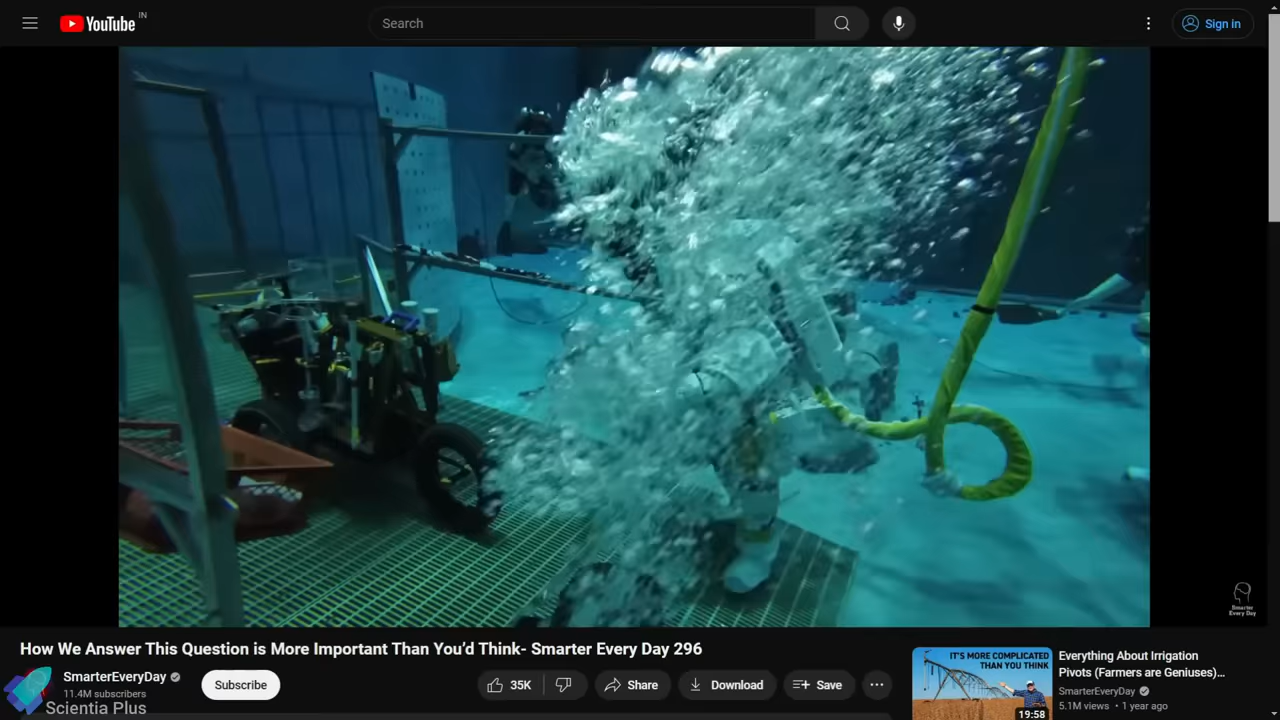 YouTube IN
Search
Sign in
Smarter
Every Day
How We Answer This Question is More Important Than You'd Think- Smarter Every Day 296
SmarterEveryDay
11.4M subscribers
Subscribe
35K
Share
Download
Save
Scientia Plus
IT'S MORE COMPLICATED
THAN YOU THINK
19:58
Everything About Irrigation
Pivots (Farmers are Geniuses)...
SmarterEveryDay
5.1M views • 1 year ago